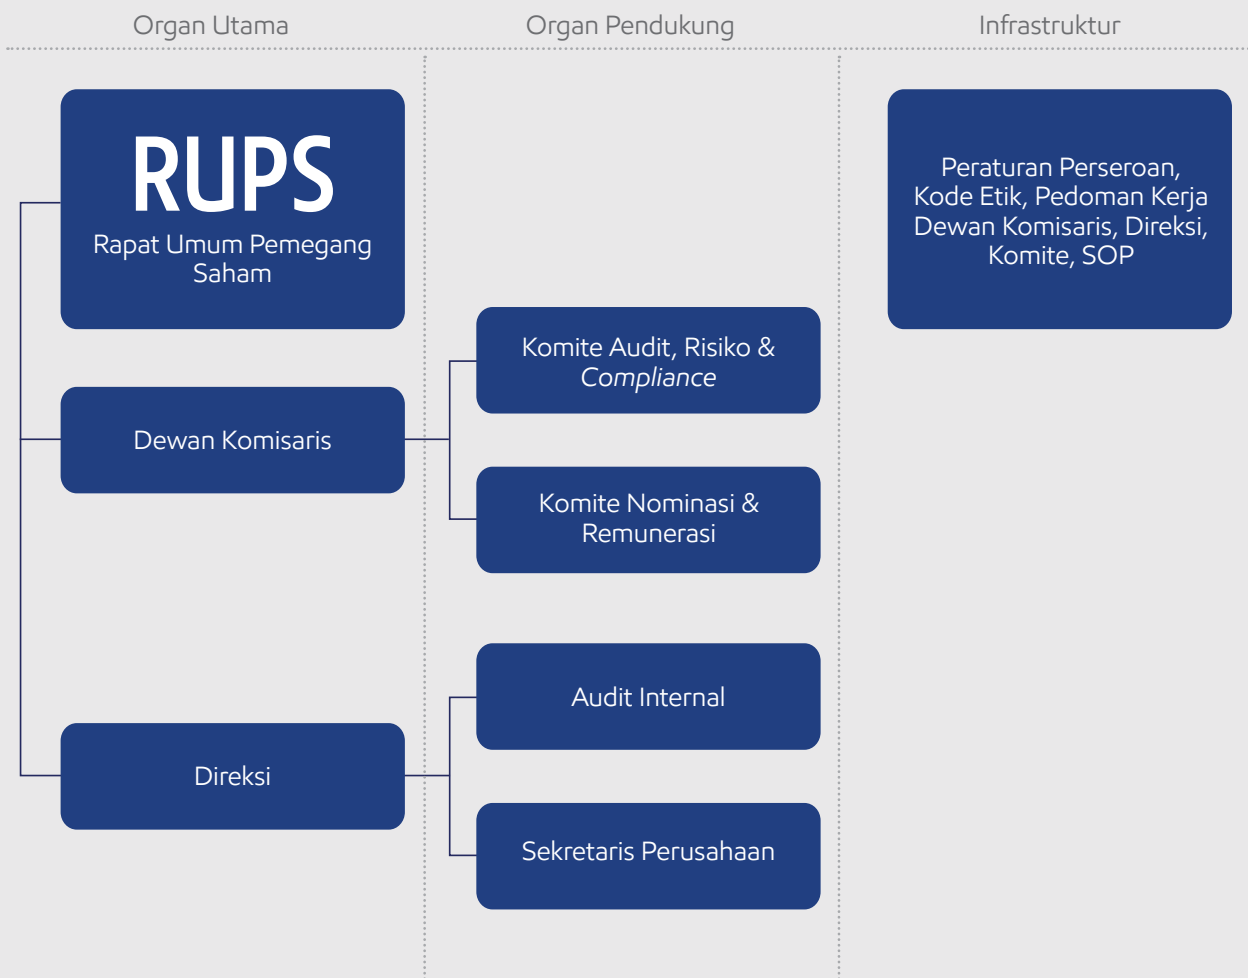 Organ Utama
Organ Pendukung
Infrastruktur
RUPS
Rapat Umum Pemegang
Saham
Peraturan Perseroan,
Kode Etik, Pedoman Kerja
Dewan Komisaris, Direksi,
Komite, SOP
Komite Audit, Risiko &
Compliance
Dewan Komisaris
Komite Nominasi &
Remunerasi
Audit Internal
Direksi
Sekretaris Perusahaan